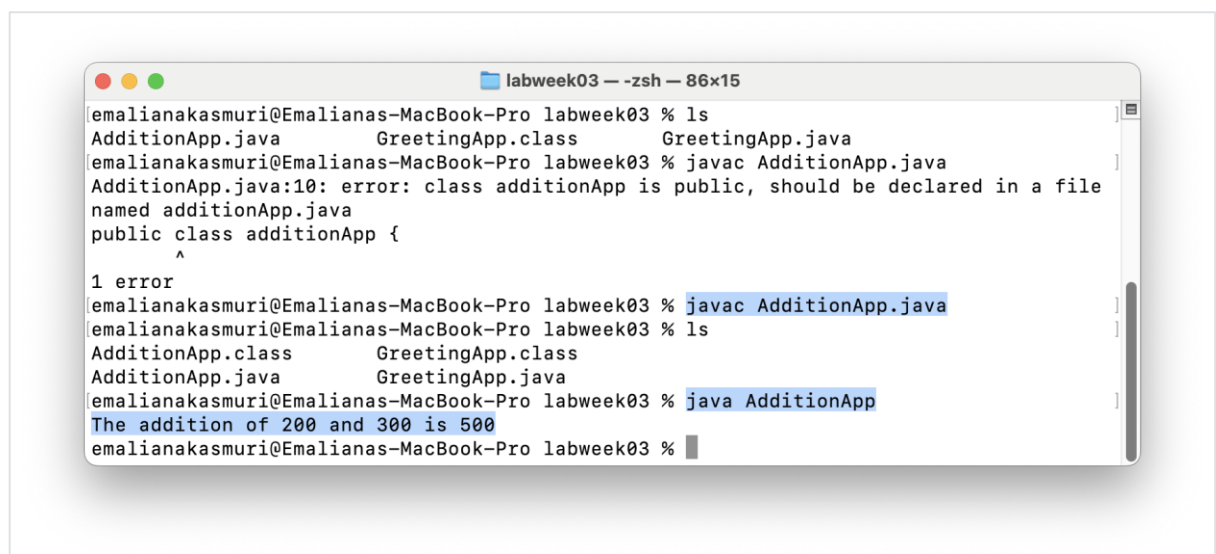 labweek03 — -zsh — 86×15
[emalianakasmuri@Emalianas-MacBook-Pro labweek03 % ls ]
AdditionApp.java GreetingApp.class GreetingApp.java
[emalianakasmuri@Emalianas-MacBook-Pro labweek03 % javac AdditionApp.java ]
AdditionApp.java:10: error: class additionApp is public, should be declared in a file
named additionApp.java
public class additionApp {
^
1 error
[emalianakasmuri@Emalianas-MacBook-Pro labweek03 % javac AdditionApp.java ]
[emalianakasmuri@Emalianas-MacBook-Pro labweek03 % ls ]
AdditionApp.class GreetingApp.class
AdditionApp.java GreetingApp.java
[emalianakasmuri@Emalianas-MacBook-Pro labweek03 % java AdditionApp ]
The addition of 200 and 300 is 500
emalianakasmuri@Emalianas-MacBook-Pro labweek03 %